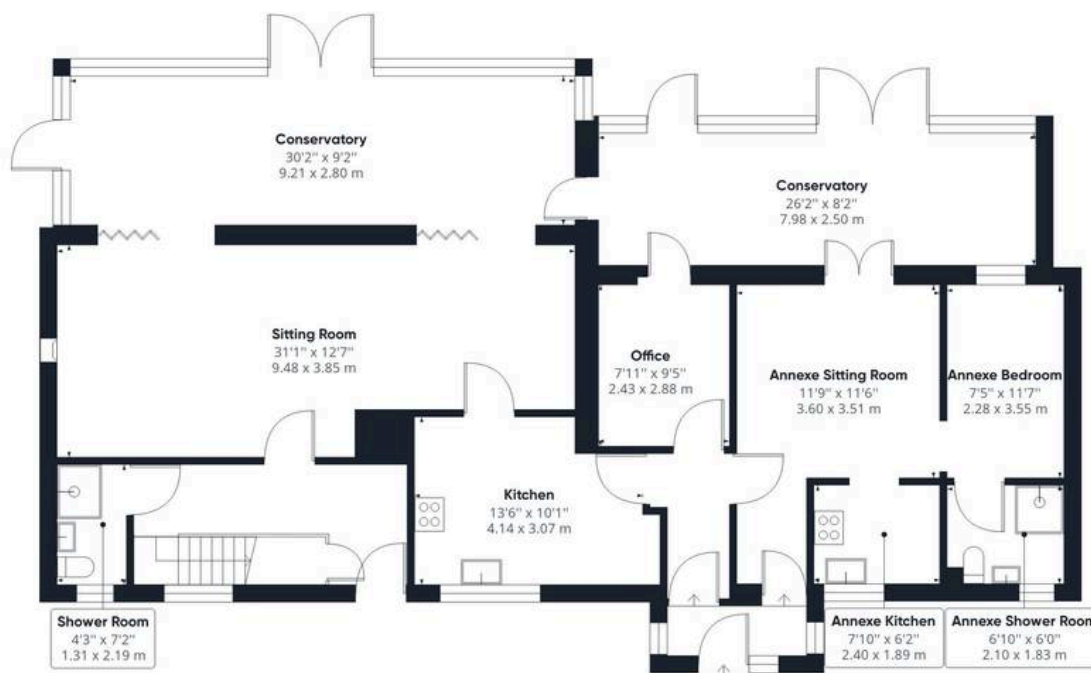 Conservatory
30'2" x 9'2"
9.21 x 2.80 m
Conservatory
26'2" x 8'2"
7.98 x 2.50 m
Sitting Room
31'1" x 12'7"
9.48 x 3.85 m
Office
7'11" x 9'5"
2.43 x 2.88 m
Annexe Sitting Room
11'9" x 11'6"
3.60 x 3.51 m
Annexe Bedroom
7'5" x 11'7"
2.28 x 3.55 m
Kitchen
13'6" x 10'1"
4.14 x 3.07 m
Shower Room
4'3" x 7'2"
1.31 x 2.19 m
Annexe Kitchen
7'10" x 6'2"
2.40 x 1.89 m
Annexe Shower Room
6'10" x 6'0"
2.10 x 1.83 m